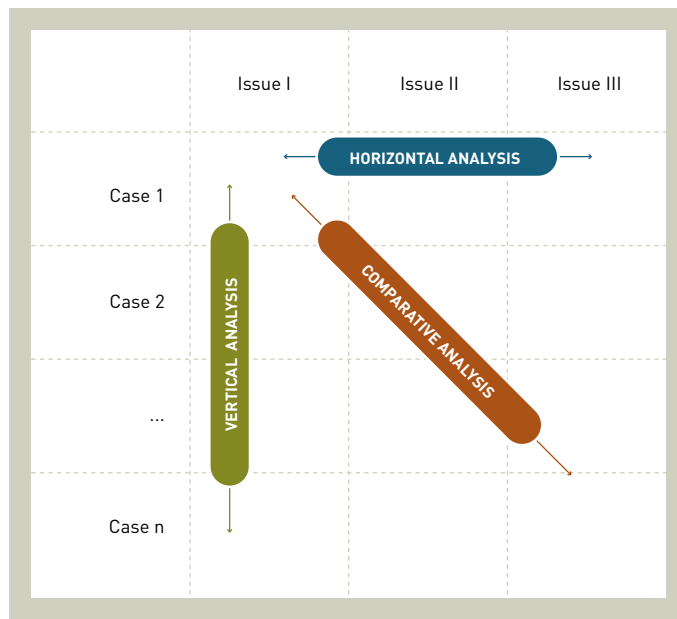 Issue I
Issue II
Issue III
HORIZONTAL ANALYSIS
Case 1
Case 2
...
Case n
VERTICAL ANALYSIS
COMPARATIVE ANALYSIS